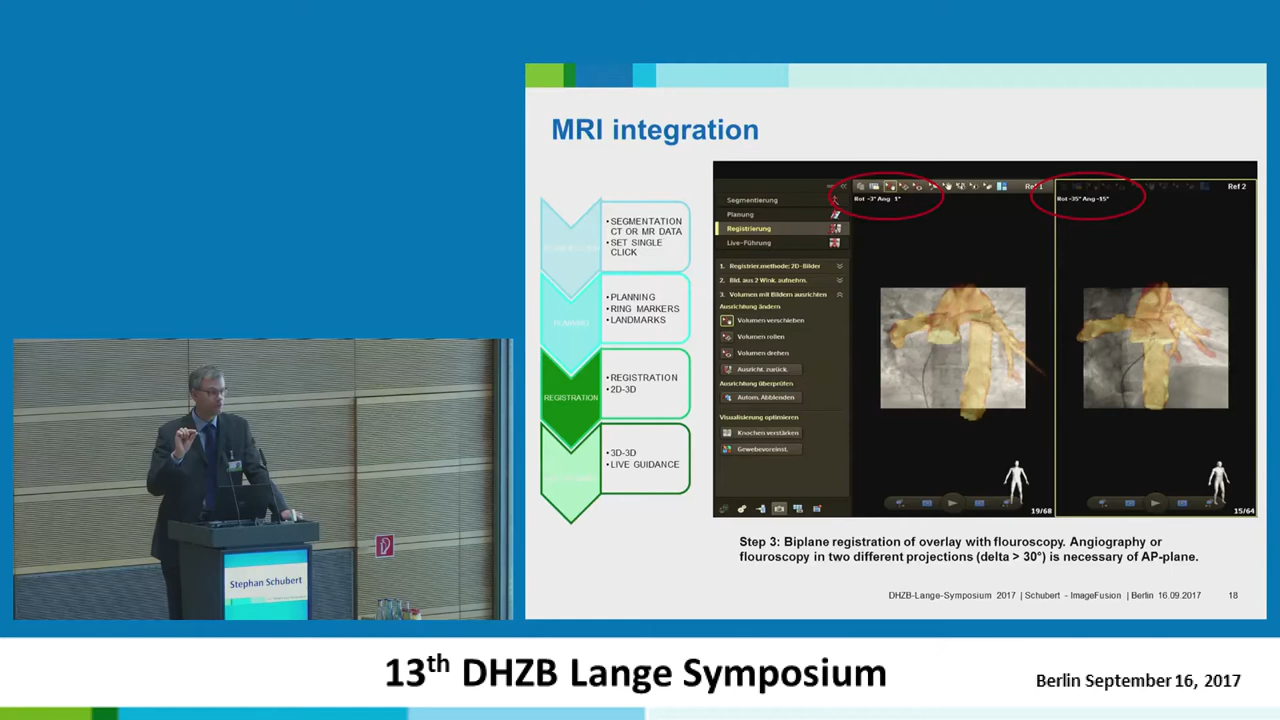 MRI integration
•SEGMENTATION
CT OR MR DATA
•SET SINGLE
CLICK
PLANNING
•PLANNING
•RING MARKERS
•LANDMARKS
REGISTRATION
•REGISTRATION
•2D-3D
•3D-3D
•LIVE GUIDANCE
Segmentierung
Planung
Registrierung
Live-Führung
1. Registrier.methode: 2D-Bilder
2. Bld. aus 2 Wink. aufnehm.
3. Volumen mit Bildern ausrichten
Ausrichtung ändern
Volumen verschieben
Volumen rollen
Volumen drehen
Ausricht. zurück.
Ausrichtung überprüfen
Autom. Abblenden
Visualisierung optimieren
Knochen verstärken
Gewebevoreinst.
Ref 1
Rot -3° Ang 1°
19/68
Ref 2
Rot -35° Ang -15°
15/64
Step 3: Biplane registration of overlay with flouroscopy. Angiography or
flouroscopy in two different projections (delta > 30°) is necessary of AP-plane.
DHZB-Lange-Symposium 2017 | Schubert - ImageFusion | Berlin 16.09.2017 18
Stephan Schubert
13th DHZB Lange Symposium
Berlin September 16, 2017